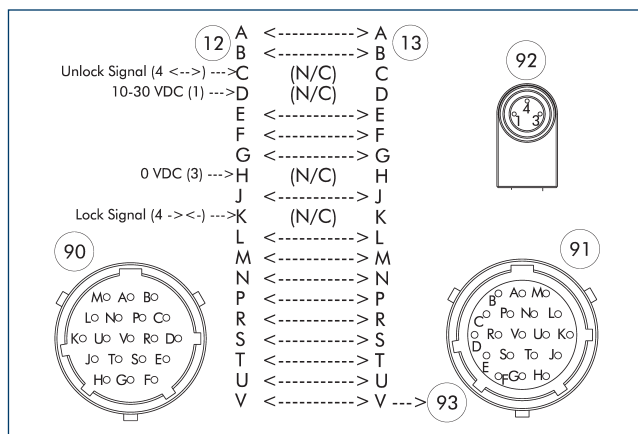 12 A <-----------> A 13
B <-----------> B
Unlock Signal (4 <-->) --->C (N/C) C
10-30 VDC (1) --->D (N/C) D
E <-----------> E
F <-----------> F
G <-----------> G
0 VDC (3) --->H (N/C) H
J <-----------> J
Lock Signal (4 -><-) --->K (N/C) K
L <-----------> L
M <-----------> M
N <-----------> N
P <-----------> P
R <-----------> R
S <-----------> S
T <-----------> T
U <-----------> U
V <-----------> V ---> 93
92
4
1 3
90
M A B
L N P C
K U V R D
J T S E
H G F
91
B A M
C P N L
D R V U K
E S T J
F G H